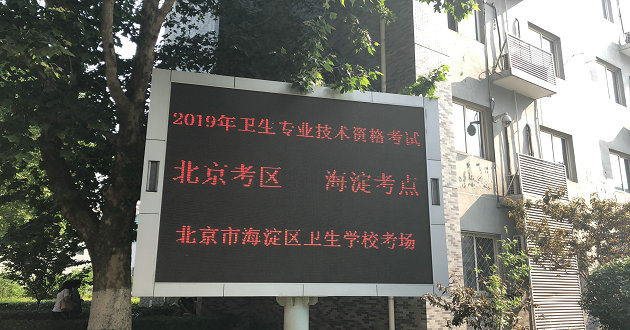 2019年卫生专业技术资格考试
北京考区 海淀考点
北京市海淀区卫生学校考场